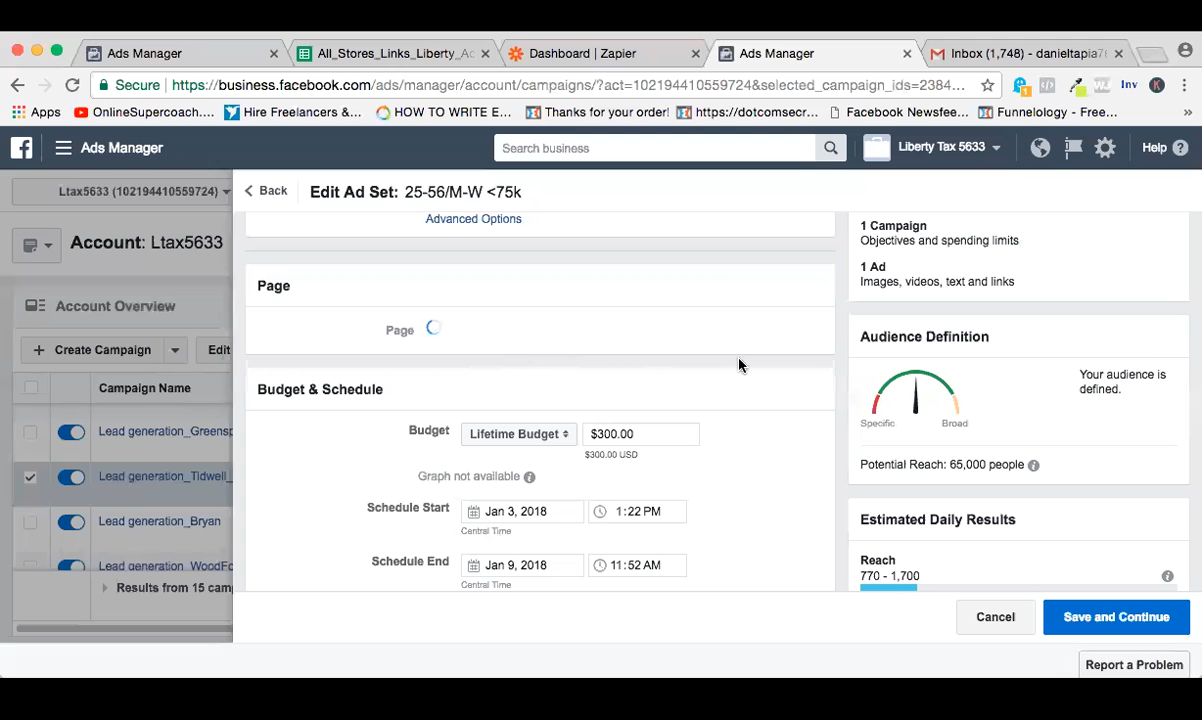 Ads Manager
All_Stores_Links_Liberty_Ac
Dashboard | Zapier
Ads Manager
Inbox (1,748) - danieltapia7
Secure | https://business.facebook.com/ads/manager/account/campaigns/?act=102194410559724&selected_campaign_ids=2384...
Inv
K
Apps
OnlineSupercoach....
Hire Freelancers &...
HOW TO WRITE E...
Thanks for your order!
https://dotcomsecr...
Facebook Newsfee...
Funnelology - Free...
»
Ads Manager
Search business
Liberty Tax 5633
Help
Ltax5633 (102194410559724)
Back
Edit Ad Set: 25-56/M-W <75k
Account: Ltax5633
Advanced Options
1 Campaign
Objectives and spending limits
1 Ad
Images, videos, text and links
Account Overview
Page
Page
Audience Definition
Create Campaign
Edit
Campaign Name
Your audience is
defined.
Specific
Broad
Budget & Schedule
Lead generation_Greensp
Budget
Lifetime Budget
$300.00
$300.00 USD
Potential Reach: 65,000 people
Lead generation_Tidwell_
Graph not available
Schedule Start
Jan 3, 2018
1:22 PM
Central Time
Lead generation_Bryan
Estimated Daily Results
Lead generation_WoodFo
Schedule End
Jan 9, 2018
11:52 AM
Central Time
Reach
770 - 1,700
Results from 15 camp
Cancel
Save and Continue
Report a Problem